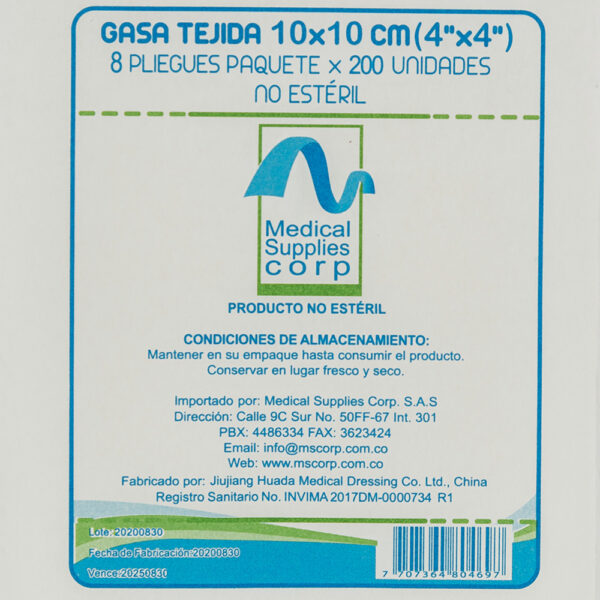 GASA TEJIDA 10x10 CM (4"x4")
8 PLIEGUES PAQUETE x 200 UNIDADES
NO ESTÉRIL
Medical
Supplies
corp
PRODUCTO NO ESTÉRIL
CONDICIONES DE ALMACENAMIENTO:
Mantener en su empaque hasta consumir el producto.
Conservar en lugar fresco y seco.
Importado por: Medical Supplies Corp. S.A.S
Dirección: Calle 9C Sur No. 50FF-67 Int. 301
PBX: 4486334 FAX: 3623424
Email: info@mscorp.com.co
Web: www.mscorp.com.co
Fabricado por: Jiujiang Huada Medical Dressing Co. Ltd., China
Registro Sanitario No. INVIMA 2017DM-0000734 R1
Lote: 20200830
Fecha de Fabricación:20200830
Vence:20250830
7 707364 804697